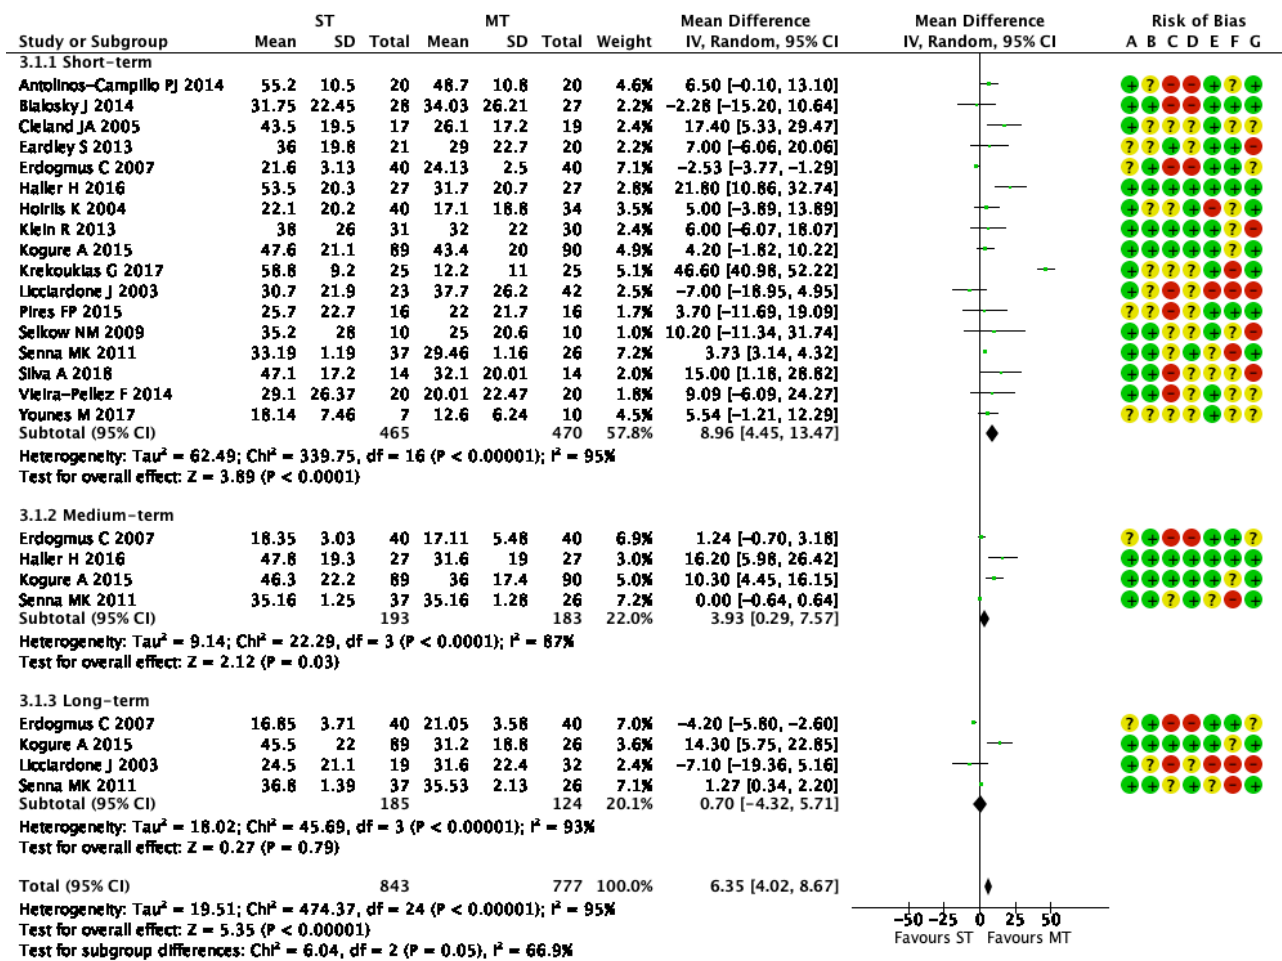 ST MT Mean Difference Mean Difference Risk of Bias
Study or Subgroup Mean SD Total Mean SD Total Weight IV, Random, 95% CI IV, Random, 95% CI A B C D E F G
3.1.1 Short-term
Antolinos-Campillo PJ 2014 55.2 10.5 20 48.7 10.8 20 4.6% 6.50 [-0.10, 13.10] + ? - - + ? +
Bialosky J 2014 31.75 22.45 28 34.03 26.21 27 2.2% -2.28 [-15.20, 10.64] + + - - + + +
Cleland JA 2005 43.5 19.5 17 26.1 17.2 19 2.4% 17.40 [5.33, 29.47] + ? ? ? ? ? ?
Eardley S 2013 36 19.8 21 29 22.7 20 2.1% 7.00 [-6.06, 20.06] ? ? + ? + + -
Erdogmus C 2007 21.6 3.13 40 24.13 2.5 40 7.1% -2.53 [-3.77, -1.29] ? + - - + + ?
Haller H 2016 53.5 20.3 27 31.7 20.7 27 2.8% 21.80 [10.86, 32.74] + + + + + + +
Hoiriis K 2004 22.1 20.2 40 17.1 18.8 34 3.5% 5.00 [-3.89, 13.89] + ? ? + - ? +
Klein R 2013 38 26 31 32 22 30 2.4% 6.00 [-6.07, 18.07] + + + + + ? -
Kogure A 2015 47.6 21.1 89 43.4 20 90 4.9% 4.20 [-1.82, 10.22] + + + + + ? +
Krekoukias G 2017 58.8 9.2 25 12.2 11 25 5.1% 46.60 [40.98, 52.22] + ? ? ? + - +
Licciardone J 2003 30.7 21.9 23 37.7 26.2 42 2.5% -7.00 [-18.95, 4.95] + ? - ? - - -
Pires FP 2015 25.7 22.7 16 22 21.7 16 1.7% 3.70 [-11.69, 19.09] ? ? - ? + + +
Selkow NM 2009 35.2 28 10 25 20.6 10 1.0% 10.20 [-11.34, 31.74] + + ? ? + ? -
Senna MK 2011 33.19 1.19 37 29.46 1.16 26 7.2% 3.73 [3.14, 4.32] + + ? + ? - +
Silva A 2018 47.1 17.2 14 32.1 20.01 14 2.0% 15.00 [1.18, 28.82] + + - ? ? ? -
Vieira-Pellez F 2014 29.1 26.37 20 20.01 22.47 20 1.8% 9.09 [-6.09, 24.27] + + - ? + ? ?
Younes M 2017 18.14 7.46 7 12.6 6.24 10 4.5% 5.54 [-1.21, 12.29] ? ? ? ? + ? ?
Subtotal (95% CI) 465 470 57.8% 8.96 [4.45, 13.47]
Heterogeneity: Tau² = 62.49; Chi² = 339.75, df = 16 (P < 0.00001); I² = 95%
Test for overall effect: Z = 3.89 (P < 0.0001)
3.1.2 Medium-term
Erdogmus C 2007 18.35 3.03 40 17.11 5.48 40 6.9% 1.24 [-0.70, 3.18] ? + - - + + ?
Haller H 2016 47.8 19.3 27 31.6 19 27 3.0% 16.20 [5.98, 26.42] + + + + + + +
Kogure A 2015 46.3 22.2 89 36 17.4 90 5.0% 10.30 [4.45, 16.15] + + + + + ? +
Senna MK 2011 35.16 1.25 37 35.16 1.28 26 7.2% 0.00 [-0.64, 0.64] + + ? + ? - +
Subtotal (95% CI) 193 183 22.0% 3.93 [0.29, 7.57]
Heterogeneity: Tau² = 9.14; Chi² = 22.29, df = 3 (P < 0.0001); I² = 87%
Test for overall effect: Z = 2.12 (P = 0.03)
3.1.3 Long-term
Erdogmus C 2007 16.85 3.71 40 21.05 3.58 40 7.0% -4.20 [-5.80, -2.60] ? + - - + + ?
Kogure A 2015 45.5 22 89 31.2 18.8 26 3.6% 14.30 [5.75, 22.85] + + + + + ? +
Licciardone J 2003 24.5 21.1 19 31.6 22.4 32 2.4% -7.10 [-19.36, 5.16] + ? - ? - - -
Senna MK 2011 36.8 1.39 37 35.53 2.13 26 7.1% 1.27 [0.34, 2.20] + + ? + ? - +
Subtotal (95% CI) 185 124 20.1% 0.70 [-4.32, 5.71]
Heterogeneity: Tau² = 18.02; Chi² = 45.69, df = 3 (P < 0.00001); I² = 93%
Test for overall effect: Z = 0.27 (P = 0.79)
Total (95% CI) 843 777 100.0% 6.35 [4.02, 8.67]
Heterogeneity: Tau² = 19.51; Chi² = 474.37, df = 24 (P < 0.00001); I² = 95%
Test for overall effect: Z = 5.35 (P < 0.00001)
Test for subgroup differences: Chi² = 6.04, df = 2 (P = 0.05), I² = 66.9%
-50 -25 0 25 50
Favours ST Favours MT